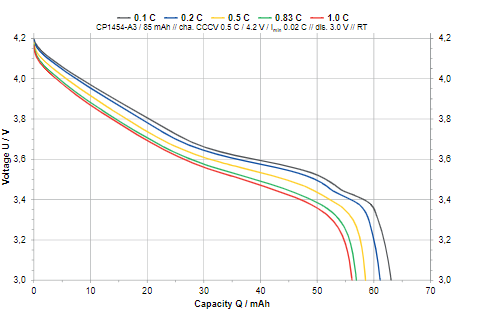 0.1 C 0.2 C 0.5 C 0.83 C 1.0 C
CP1454-A3 / 85 mAh // cha. CCCV 0.5 C / 4.2 V / Imin 0.02 C // dis. 3.0 V // RT
4,2 4,2
4,0 4,0
3,8 3,8
3,6 3,6
3,4 3,4
3,2 3,2
3,0 3,0
Voltage U / V
0 10 20 30 40 50 60 70
Capacity Q / mAh